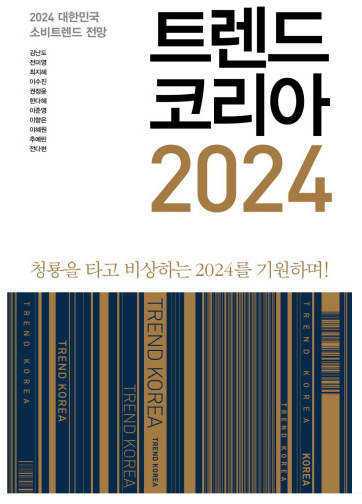 2024 대한민국
소비트렌드 전망
김난도
전미영
최지혜
이수진
권정윤
한다혜
이준영
이향은
이혜원
추예린
전다현
트렌드
코리아
2024
청룡을 타고 비상하는 2024를 기원하며!
TREND KOREA
TREND KOREA
TREND KOREA
TREND KOREA
TREND KOREA
TREND KOREA
TREND KOREA
KOREA